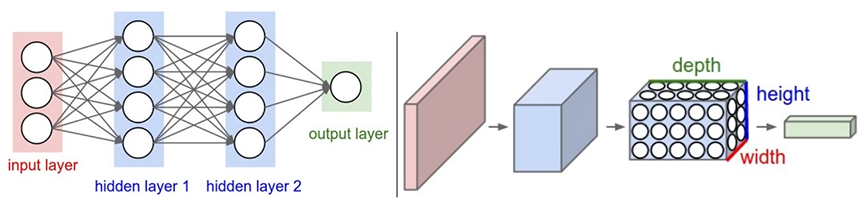 input layer
hidden layer 1
hidden layer 2
output layer
depth
height
width